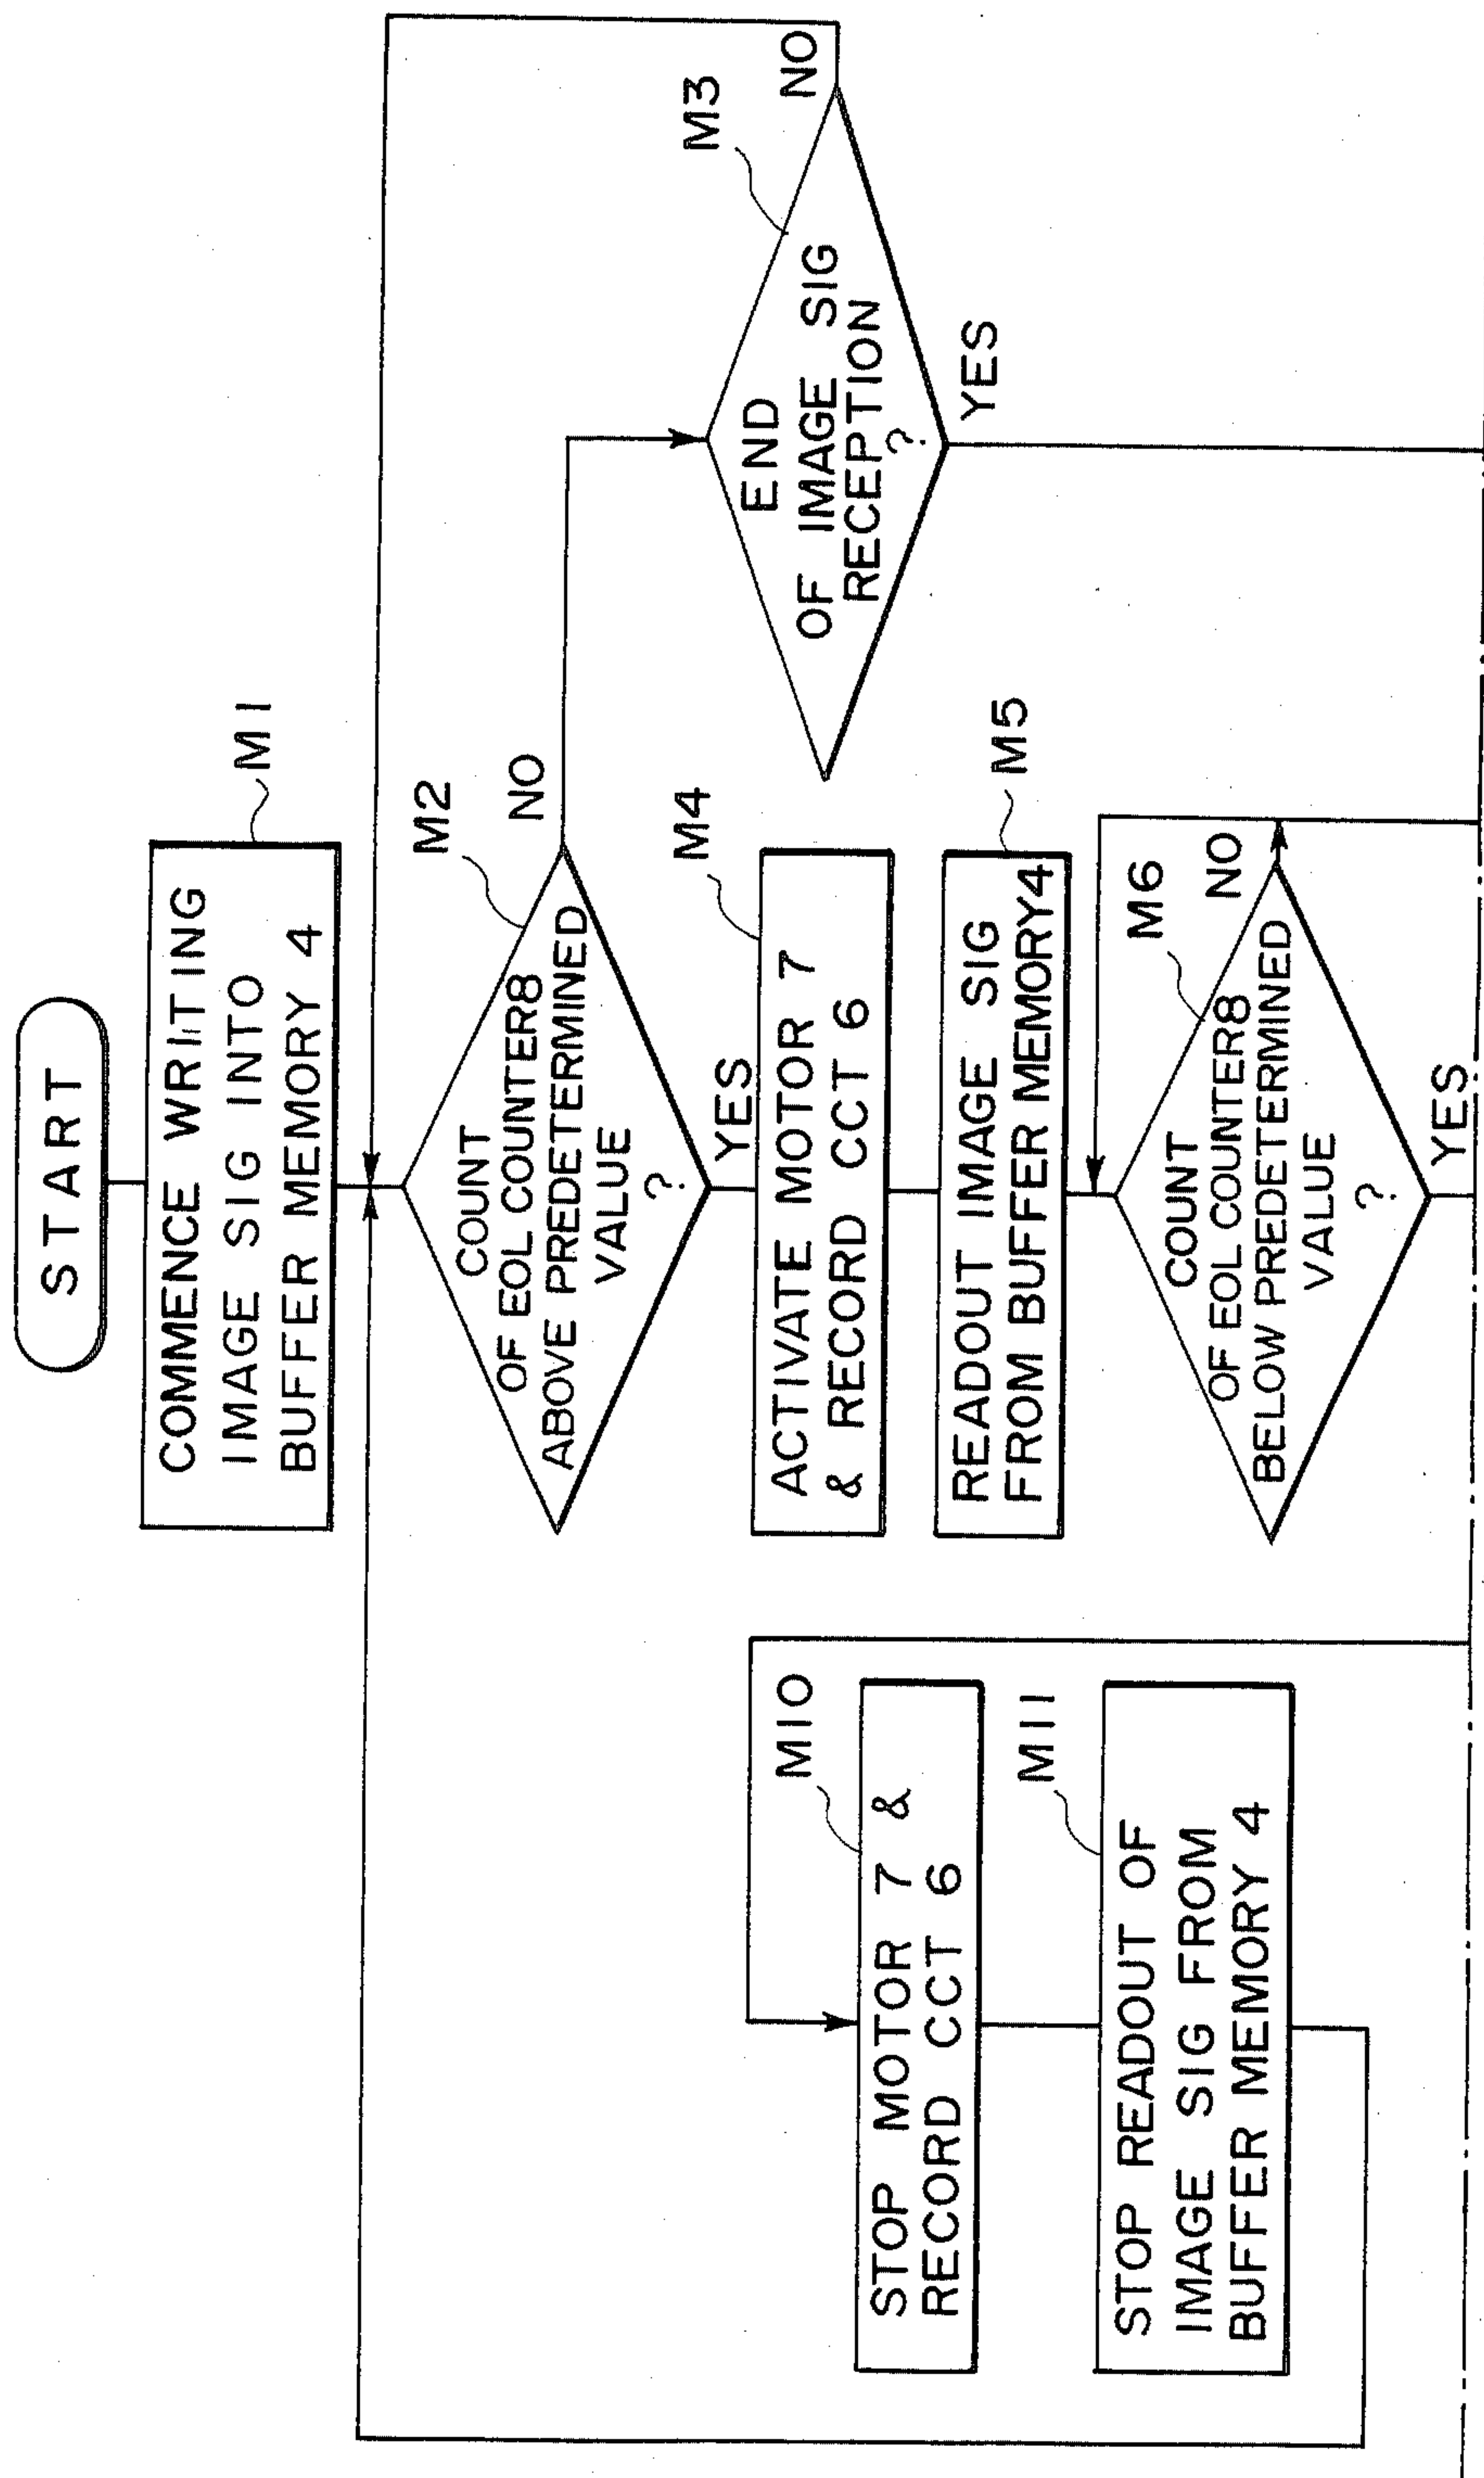 START
COMMENCE WRITING
IMAGE SIG INTO
BUFFER MEMORY 4
M1
COUNT
OF EOL COUNTER8
ABOVE PREDETERMINED
VALUE
?
M2
NO
YES
END
OF IMAGE SIG
RECEPTION
?
M3
NO
YES
ACTIVATE MOTOR 7
& RECORD CCT 6
M4
READOUT IMAGE SIG
FROM BUFFER MEMORY4
M5
COUNT
OF EOL COUNTER8
BELOW PREDETERMINED
VALUE
?
M6
NO
YES
STOP MOTOR 7 &
RECORD CCT 6
M10
STOP READOUT OF
IMAGE SIG FROM
BUFFER MEMORY 4
M11